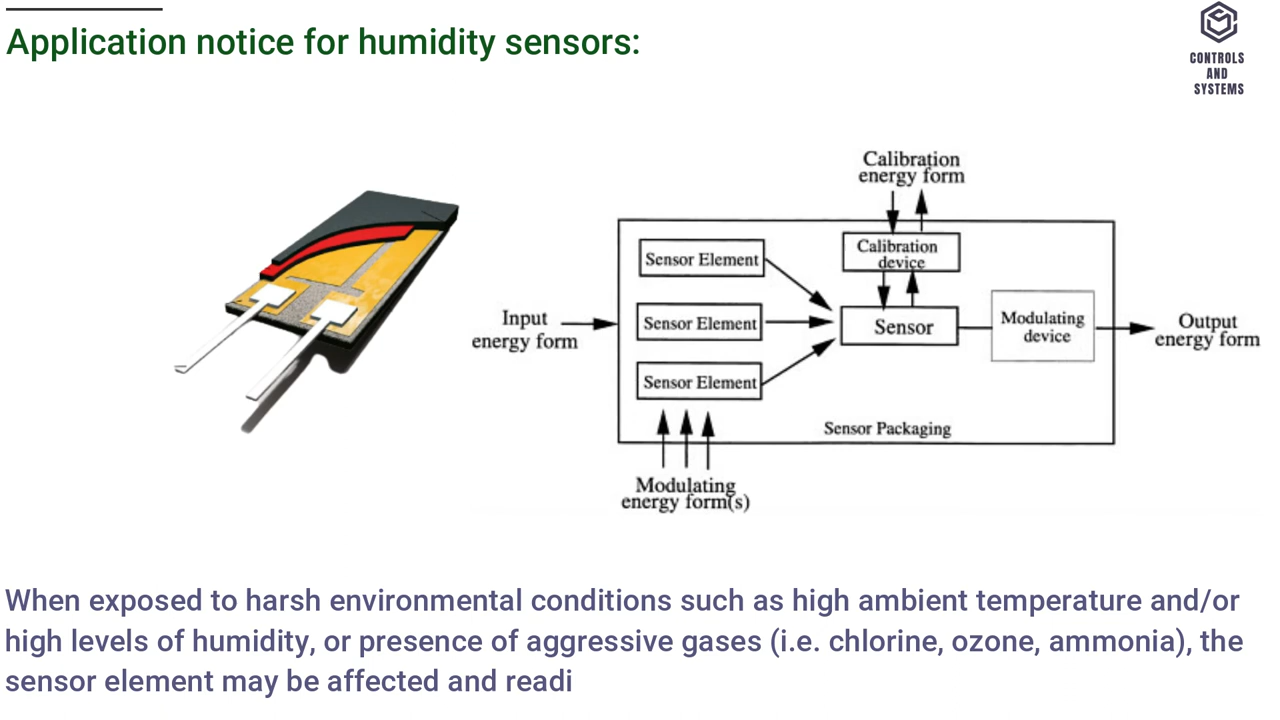 Application notice for humidity sensors:
CONTROLS
AND
SYSTEMS
Calibration
energy form
Sensor Element
Calibration
device
Input
energy form
Sensor Element
Sensor
Modulating
device
Output
energy form
Sensor Element
Sensor Packaging
Modulating
energy form(s)
When exposed to harsh environmental conditions such as high ambient temperature and/or
high levels of humidity, or presence of aggressive gases (i.e. chlorine, ozone, ammonia), the
sensor element may be affected and readi